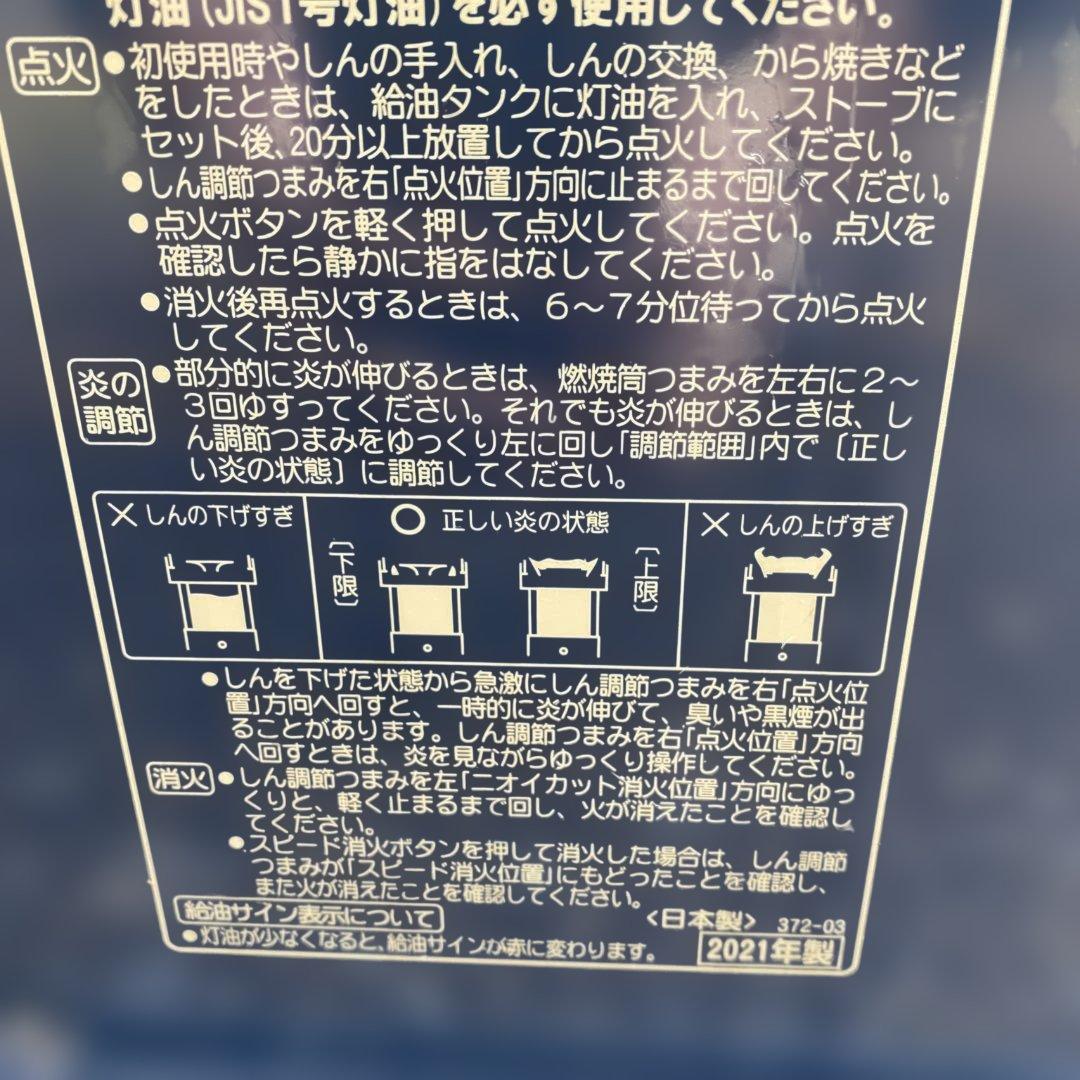 灯油(JIS1号灯油)を必ず使用してください。
点火 ●初使用時やしんの手入れ、しんの交換、から焼きなど
をしたときは、給油タンクに灯油を入れ、ストーブに
セット後、20分以上放置してから点火してください。
●しん調節つまみを右「点火位置」方向に止まるまで回してください。
●点火ボタンを軽く押して点火してください。点火を
確認したら静かに指をはなしてください。
●消火後再点火するときは、6〜7分位待ってから点火
してください。
炎の調節 ●部分的に炎が伸びるときは、燃焼筒つまみを左右に2〜
3回ゆすってください。それでも炎が伸びるときは、し
ん調節つまみをゆっくり左に回し「調節範囲」内で〔正し
い炎の状態〕に調節してください。
×しんの下げすぎ
○ 正しい炎の状態
×しんの上げすぎ
〔下限〕
〔上限〕
●しんを下げた状態から急激にしん調節つまみを右「点火位
置」方向へ回すと、一時的に炎が伸びて、臭いや黒煙が出
ることがあります。しん調節つまみを右「点火位置」方向
へ回すときは、炎を見ながらゆっくり操作してください。
消火 ●しん調節つまみを左「ニオイカット消火位置」方向にゆっ
くりと、軽く止まるまで回し、火が消えたことを確認し
てください。
●スピード消火ボタンを押して消火した場合は、しん調節
つまみが「スピード消火位置」にもどったことを確認し、
また火が消えたことを確認してください。
給油サイン表示について
<日本製> 372-03
●灯油が少なくなると、給油サインが赤に変わります。
2021年製